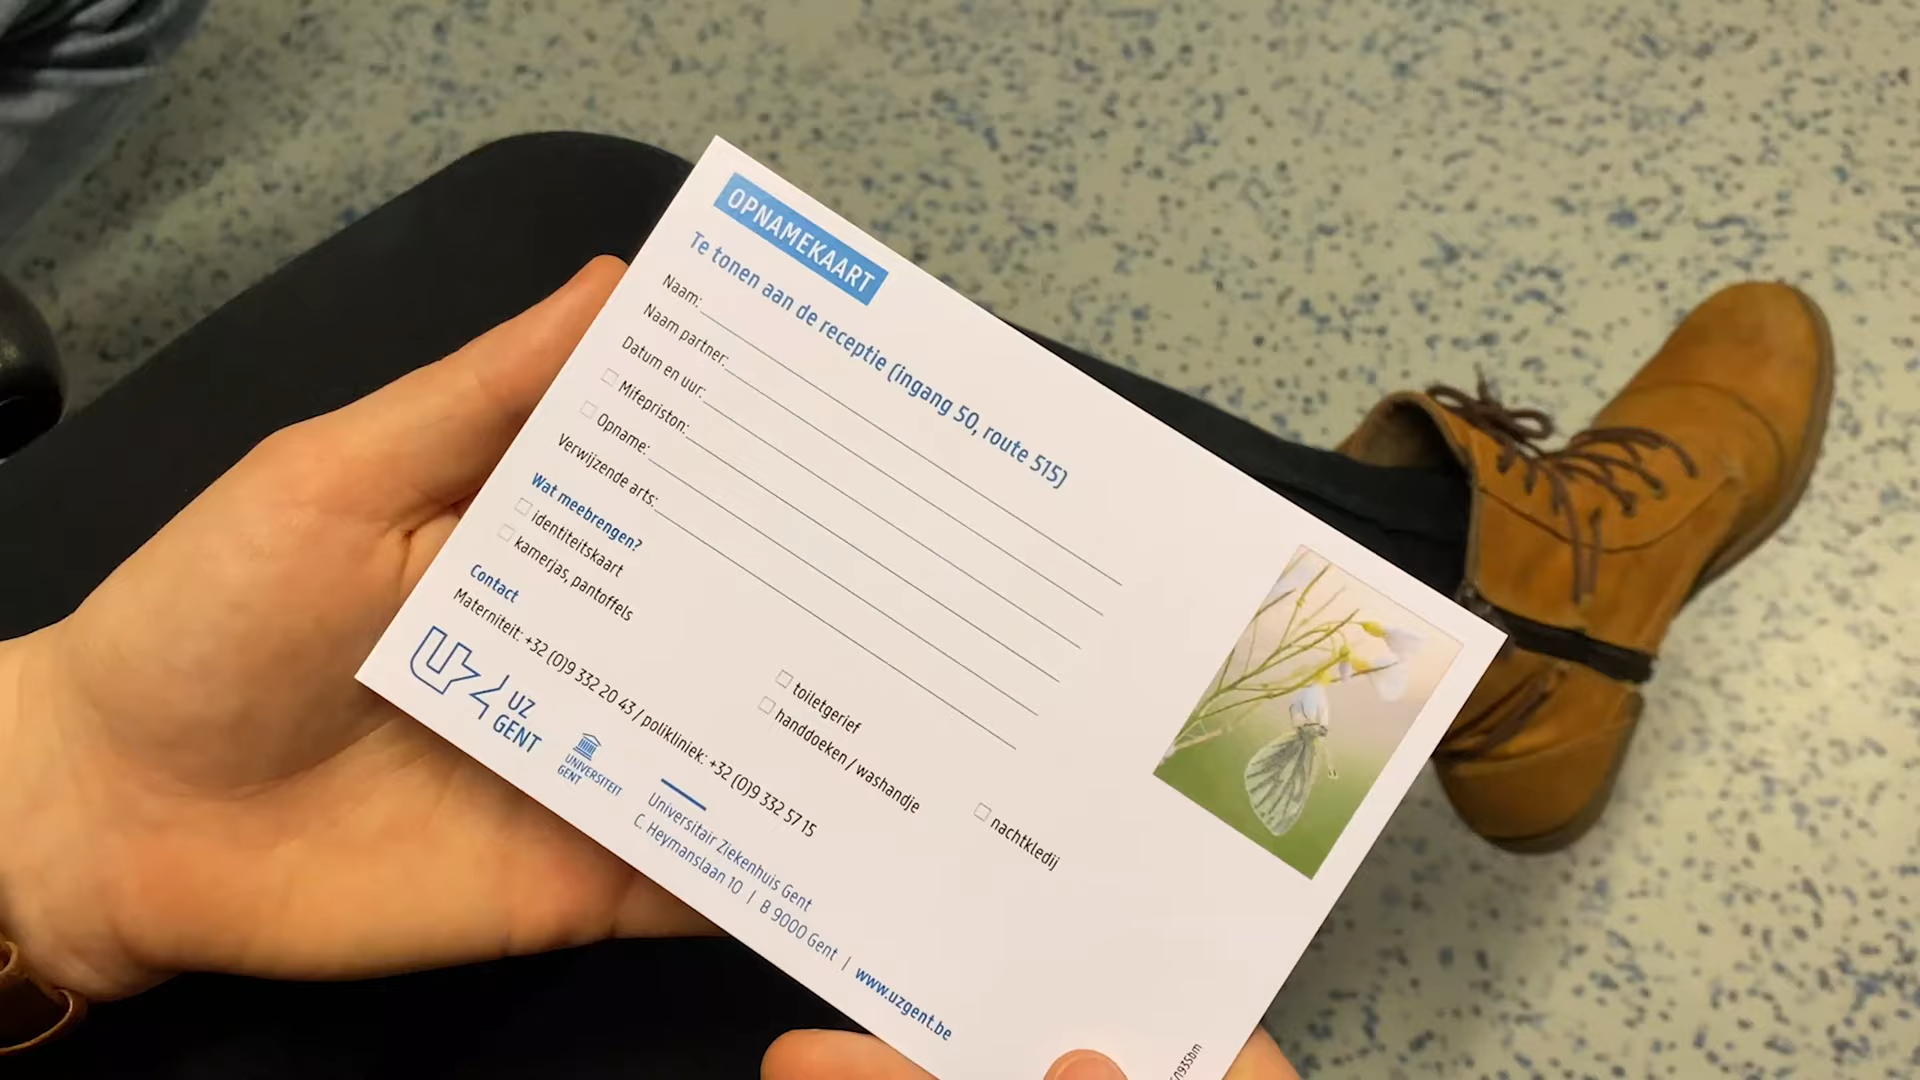 OPNAMEKAART
Te tonen aan de receptie (ingang 50, route 515)
Naam:
Naam partner:
Datum en uur:
Mifepriston:
Opname:
Verwijzende arts:
Wat meebrengen?
identiteitskaart
kamerjas, pantoffels
toiletgerief
handdoeken / washandje
nachtkledij
Contact
Materniteit: +32 (0)9 332 20 43 / polikliniek: +32 (0)9 332 57 15
UZ
GENT
UNIVERSITEIT
GENT
Universitair Ziekenhuis Gent
C. Heymanslaan 10 | B 9000 Gent | www.uzgent.be